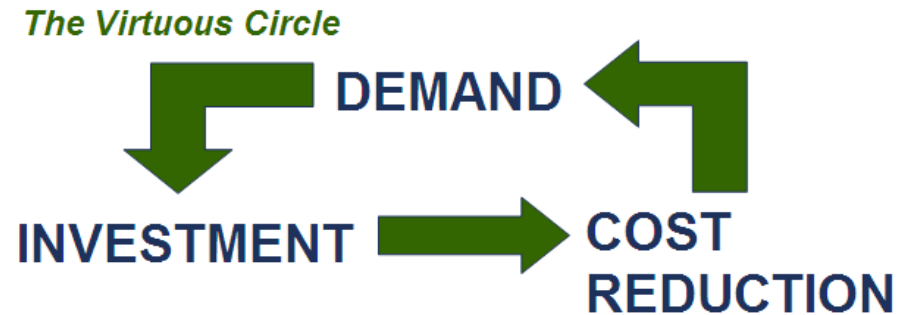 The Virtuous Circle
DEMAND
INVESTMENT
COST
REDUCTION